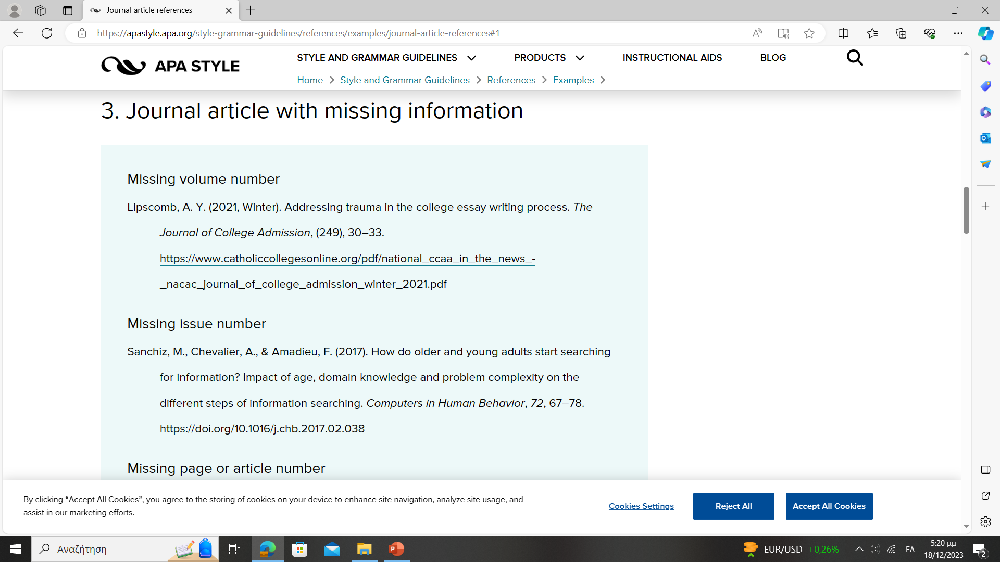 Journal article references
https://apastyle.apa.org/style-grammar-guidelines/references/examples/journal-article-references#1
APA STYLE
STYLE AND GRAMMAR GUIDELINES
PRODUCTS
INSTRUCTIONAL AIDS
BLOG
Home > Style and Grammar Guidelines > References > Examples >
3. Journal article with missing information
Missing volume number
Lipscomb, A. Y. (2021, Winter). Addressing trauma in the college essay writing process. The
Journal of College Admission, (249), 30–33.
https://www.catholiccollegesonline.org/pdf/national_ccaa_in_the_news_-
_nacac_journal_of_college_admission_winter_2021.pdf
Missing issue number
Sanchiz, M., Chevalier, A., & Amadieu, F. (2017). How do older and young adults start searching
for information? Impact of age, domain knowledge and problem complexity on the
different steps of information searching. Computers in Human Behavior, 72, 67–78.
https://doi.org/10.1016/j.chb.2017.02.038
Missing page or article number
By clicking “Accept All Cookies”, you agree to the storing of cookies on your device to enhance site navigation, analyze site usage, and
assist in our marketing efforts.
Cookies Settings
Reject All
Accept All Cookies
Αναζήτηση
EUR/USD +0,26%
ΕΛ
5:20 μμ
18/12/2023
2